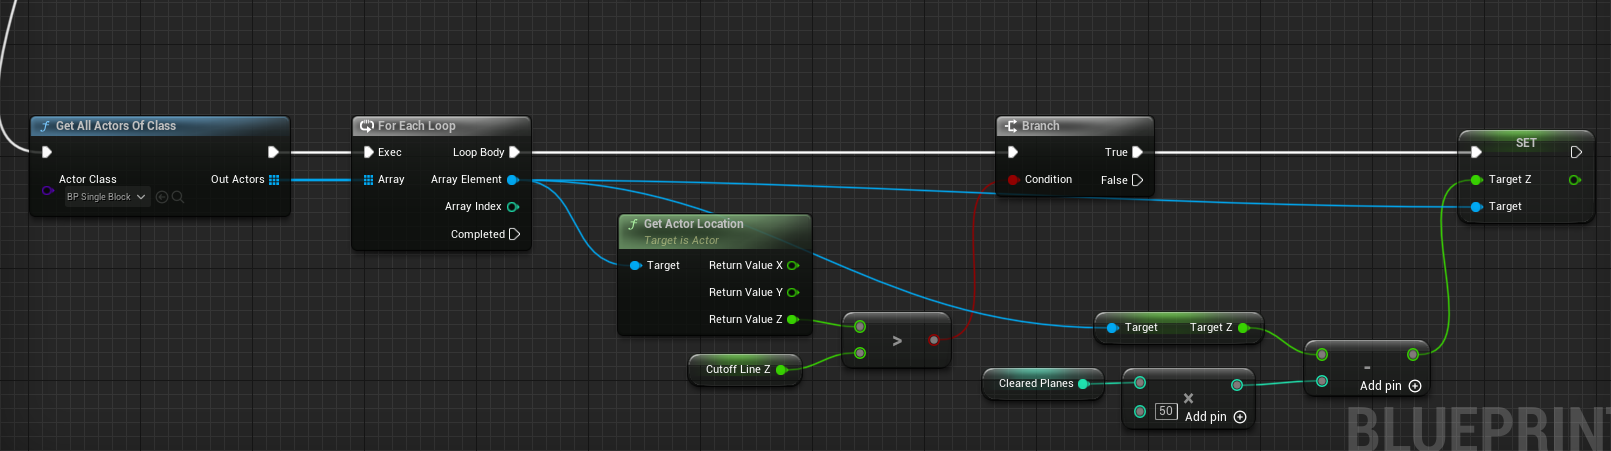 Get All Actors Of Class
Actor Class
BP Single Block
Out Actors
For Each Loop
Exec
Loop Body
Array
Array Element
Array Index
Completed
Get Actor Location
Target is Actor
Target
Return Value X
Return Value Y
Return Value Z
Cutoff Line Z
>
Branch
True
Condition
False
Target
Target Z
Cleared Planes
×
50
Add pin
-
Add pin
SET
Target Z
Target
BLUEPRINT